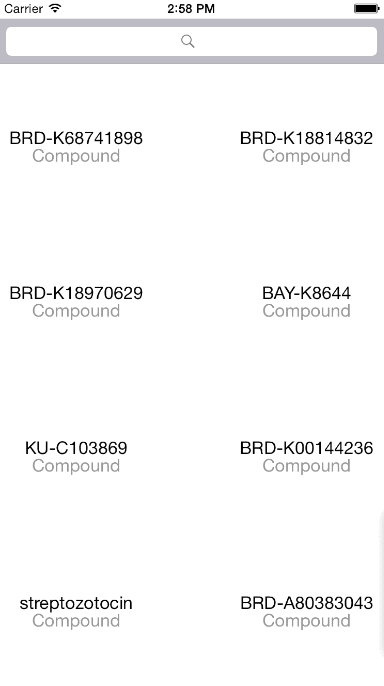 Carrier 2:58 PM
BRD-K68741898 BRD-K18814832
Compound Compound
BRD-K18970629 BAY-K8644
Compound Compound
KU-C103869 BRD-K00144236
Compound Compound
streptozotocin BRD-A80383043
Compound Compound